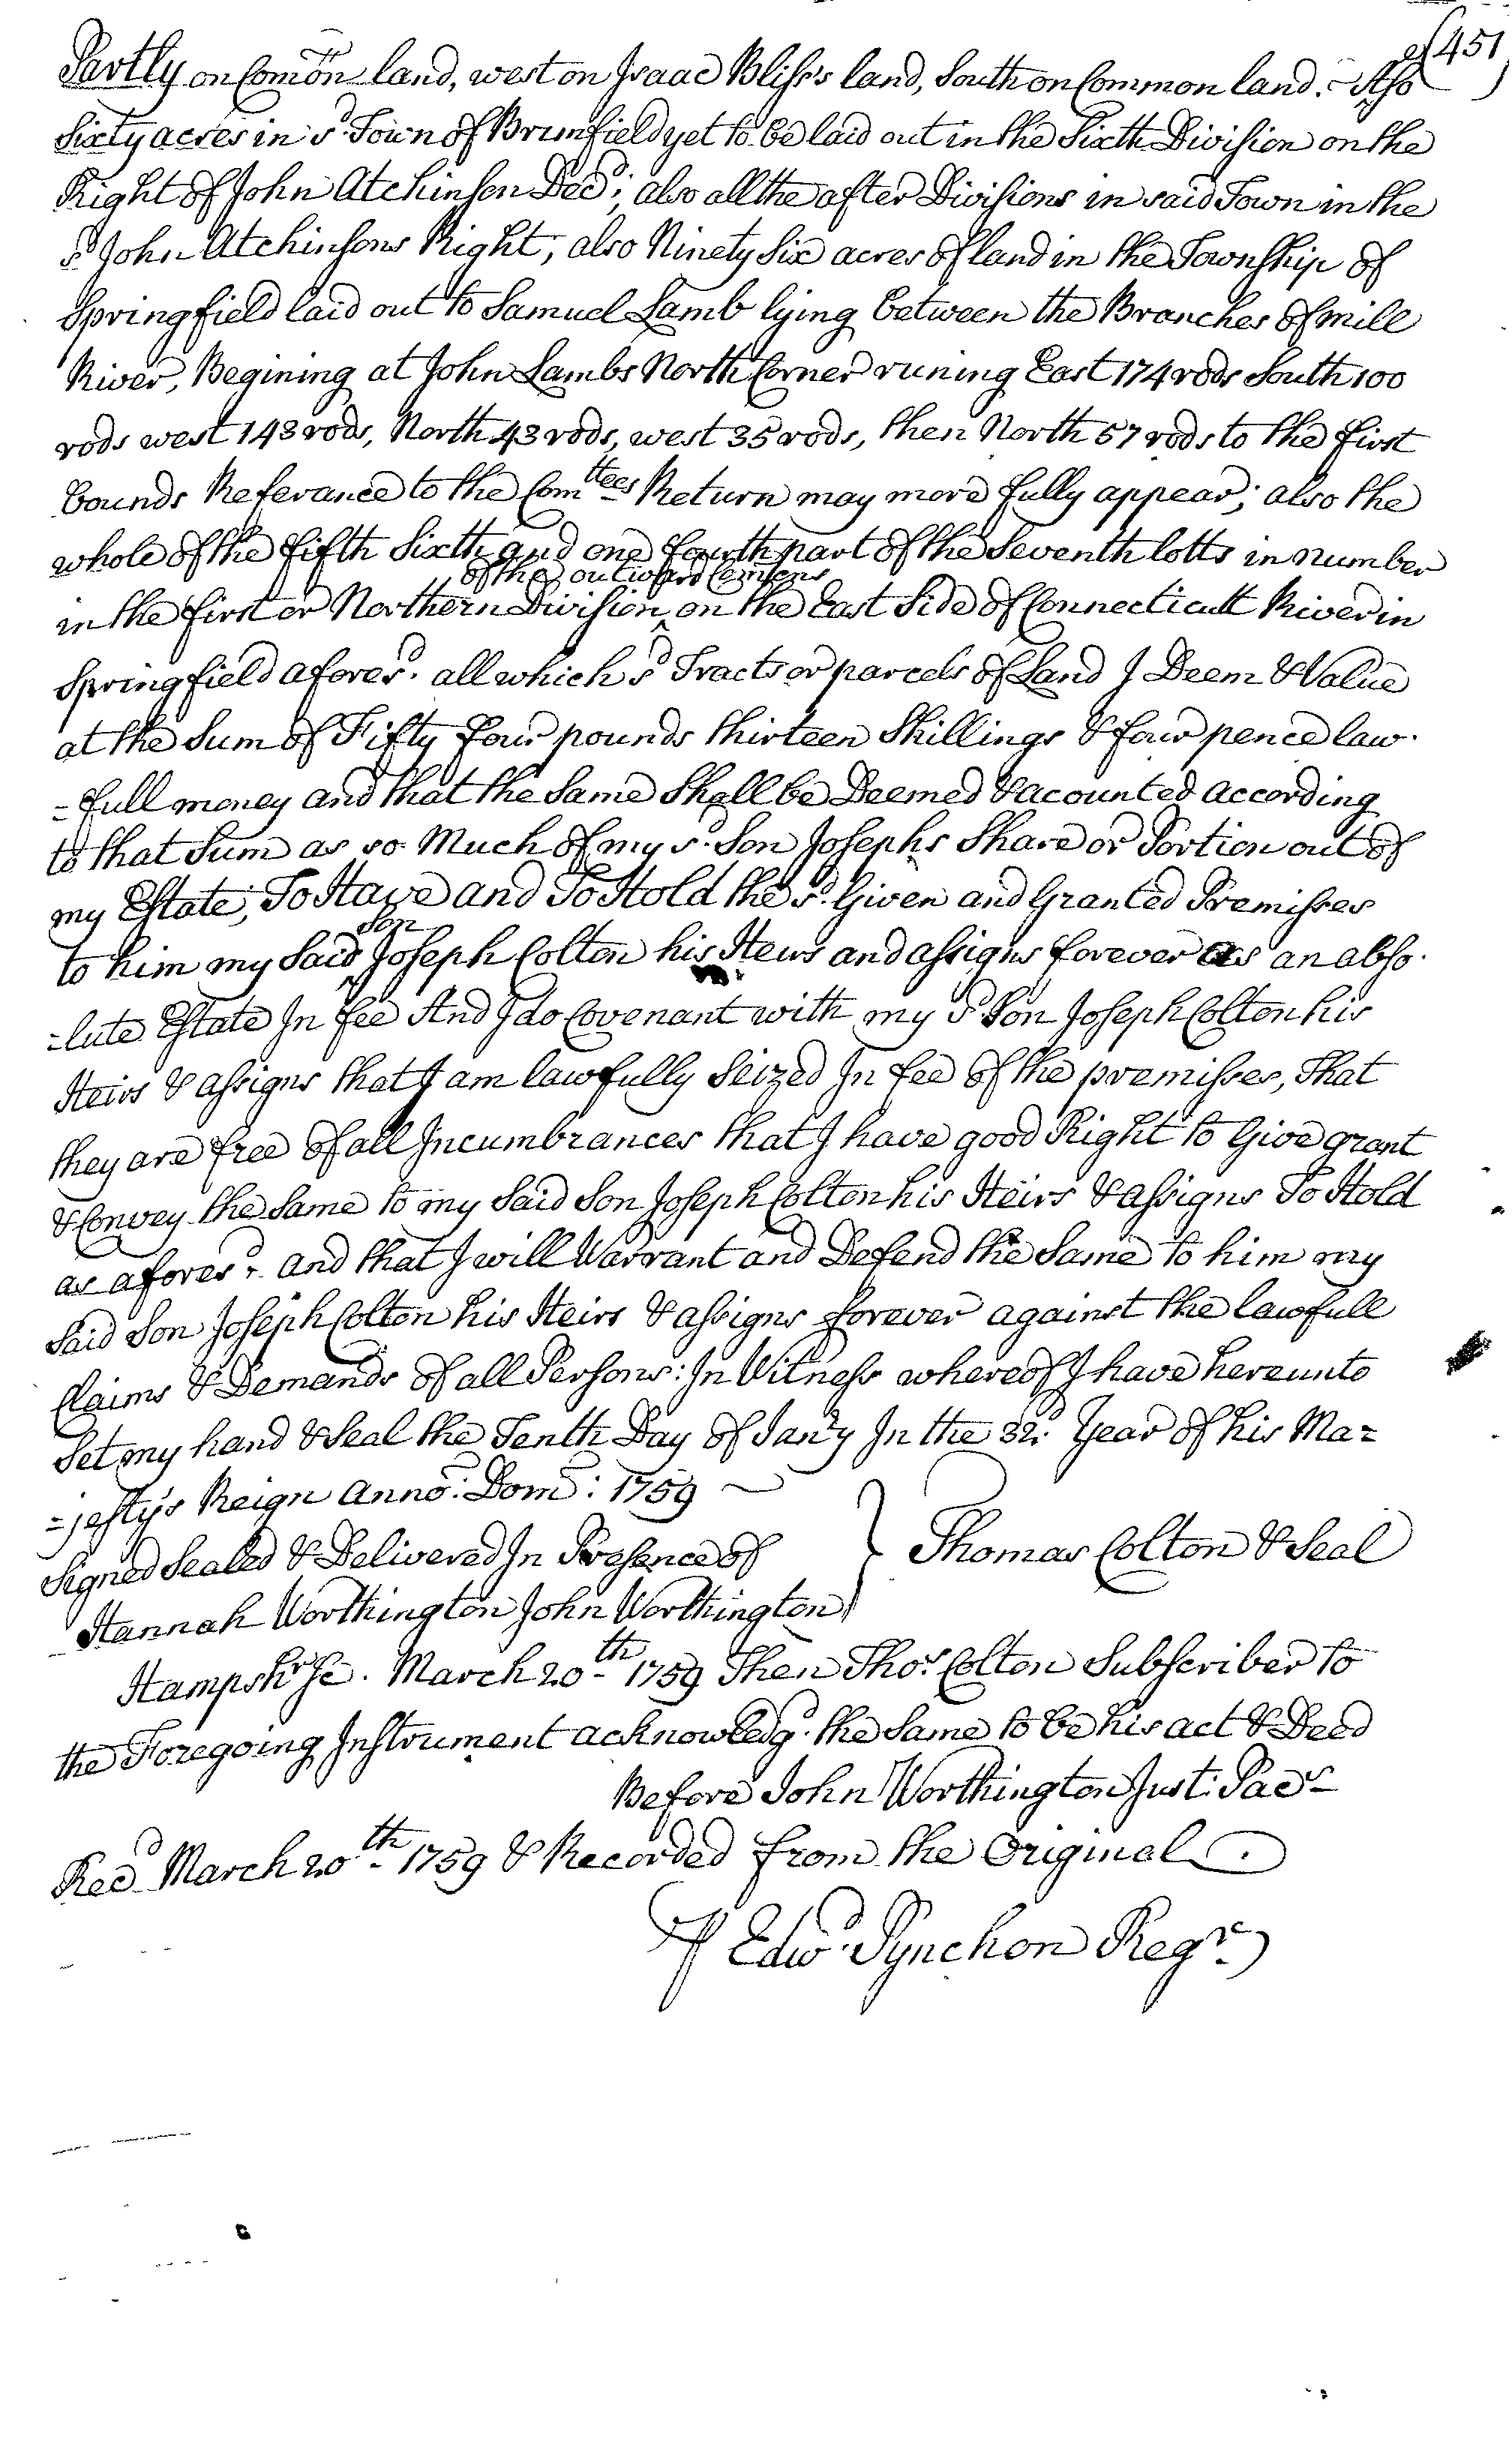 451
Partly on Comon land, west on Isaac Bliss's land, South on Common land. Also
Sixty acres in sd. Town of Brimfield yet to be laid out in the Sixth Division on the
Right of John Atchinson Decd; also all the after Divisions in said Town in the
sd John Atchinsons Right, also Ninety Six acres of land in the Township of
Springfield laid out to Samuel Lamb lying between the Branches of mill
River, Begining at John Lambs North Corner runing East 174 rods South 100
rods west 143 rods, North 43 rods, west 35 rods, then North 57 rods to the first
bounds Referance to the Comttees Return may more fully appear; also the
whole of the fifth Sixth and one fourth part of the Seventh lotts in number
of the outward Comons
in the first or Northern Division ^ on the East Side of Connecticutt River in
Springfield aforesd. all which sd Tracts or parcels of Land I Deem & Value
at the Sum of Fifty four pounds thirteen Shillings & four pence law-
=full money and that the Same Shall be Deemed & acounted according
to that Sum as so Much of my sd. Son Josephs Share or Portion out of
my Estate; To Have and To Hold the sd. Given and Granted Premisses
Son
to him my Said ^ Joseph Colton his Heirs and assigns forever as an abso-
=lute Estate In fee And I do Covenant with my sd Son Joseph Colton his
Heirs & assigns that I am lawfully Seized In fee of the premisses, That
they are free of all Incumbrances that I have good Right to Give grant
& Convey the Same to my Said Son Joseph Colton his Heirs & assigns To Hold
as aforesd. and that I will Warrant and Defend the Same to him my
Said Son Joseph Colton his Heirs & assigns forever against the lawfull
Claims & Demands of all Persons: In Witness whereof I have hereunto
Set my hand & Seal the Tenth Day of Jany In the 32d. Year of his Ma=
=jesty's Reign Anno: Dom: 1759
Signed Sealed & Delivered In Presence of } Thomas Colton & Seal
Hannah Worthington John Worthington
Hampshr Sc. March 20th 1759 Then Thos Colton Subscriber to
the Foregoing Instrument acknowledg'd. the Same to be his act & Deed
Before John Worthington Just: Pacs
Recd March 20th 1759 & Recorded from the Original
P Edwd. Pynchon Regr.